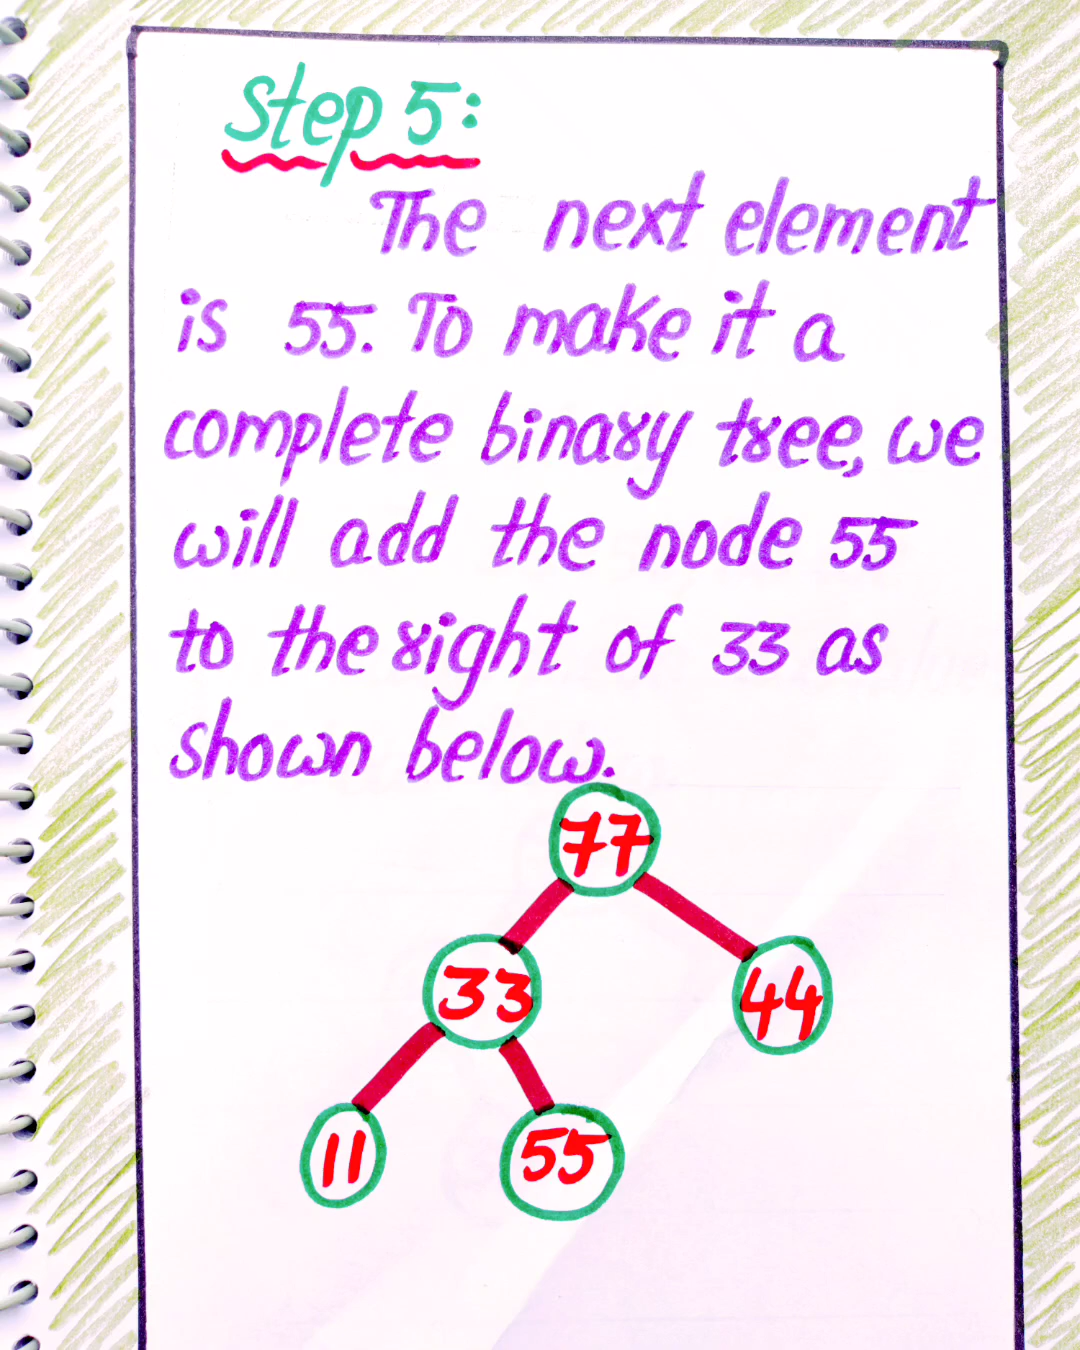 Step 5:
The next element
is 55. To make it a
complete binary tree, we
will add the node 55
to the right of 33 as
shown below.
77
33
44
11
55